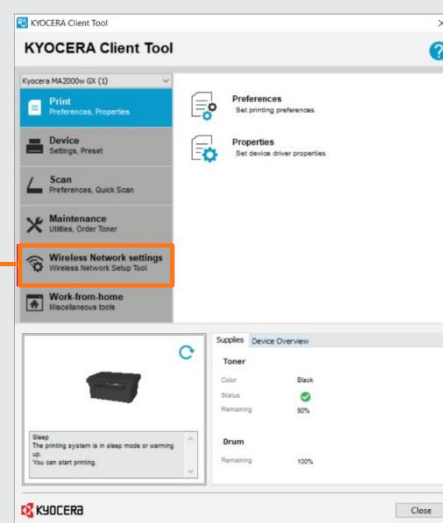 KYOCERA Client Tool
KYOCERA Client Tool
Kyocera MA2000w GX (1)
Print
Preferences, Properties
Device
Settings, Preset
Scan
Preferences, Quick Scan
Maintenance
Utilities, Order Toner
Wireless Network settings
Wireless Network Setup Tool
Work-from-home
Miscellaneous tools
Preferences
Set printing preferences.
Properties
Set device driver properties.
Sleep
The printing system is in sleep mode or warming
up.
You can start printing.
Supplies Device Overview
Toner
Color Black
Status
Remaining 90%
Drum
Remaining 100%
KYOCERA
Close